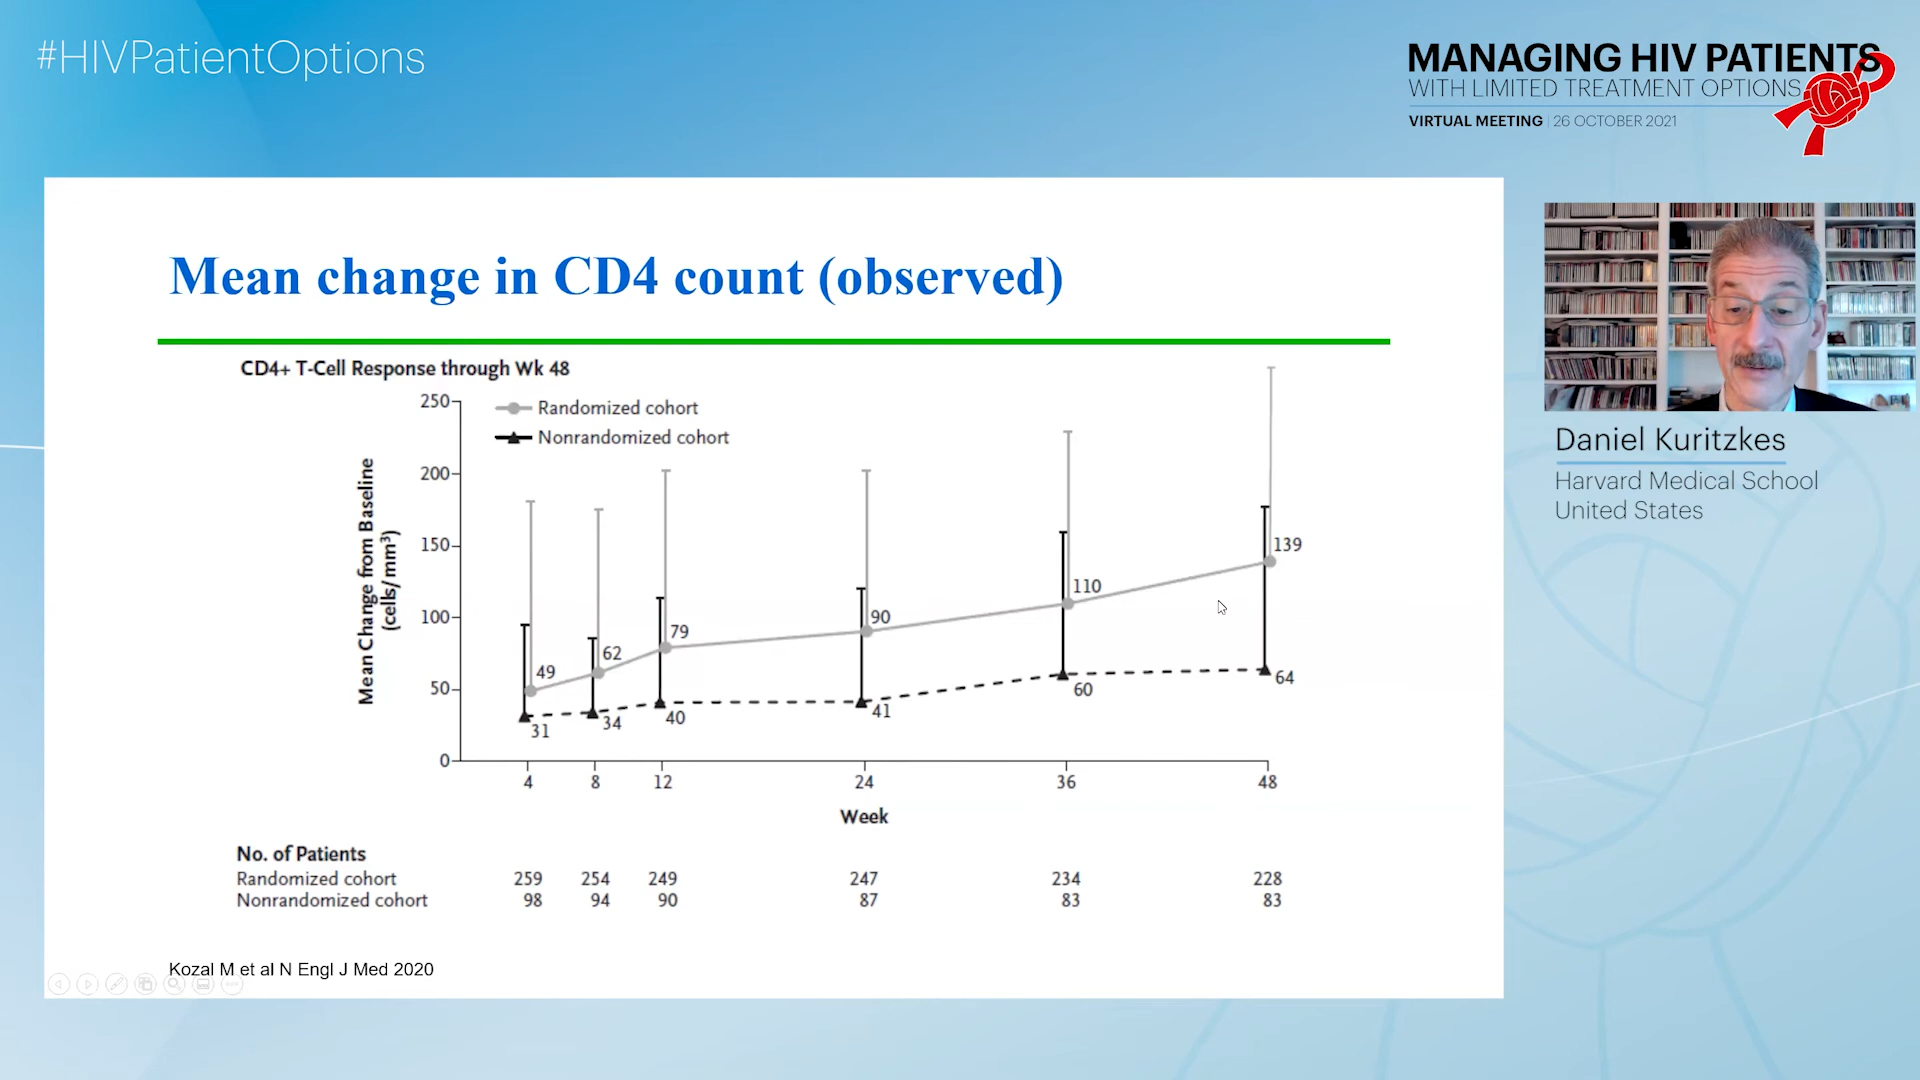 #HIVPatientOptions
MANAGING HIV PATIENTS
WITH LIMITED TREATMENT OPTIONS
VIRTUAL MEETING | 26 OCTOBER 2021
Mean change in CD4 count (observed)
CD4+ T-Cell Response through Wk 48
Randomized cohort
Nonrandomized cohort
Mean Change from Baseline
(cells/mm³)
250
200
150
100
50
0
49
62
79
90
110
139
31
34
40
41
60
64
4 8 12 24 36 48
Week
No. of Patients
Randomized cohort 259 254 249 247 234 228
Nonrandomized cohort 98 94 90 87 83 83
Kozal M et al N Engl J Med 2020
Daniel Kuritzkes
Harvard Medical School
United States